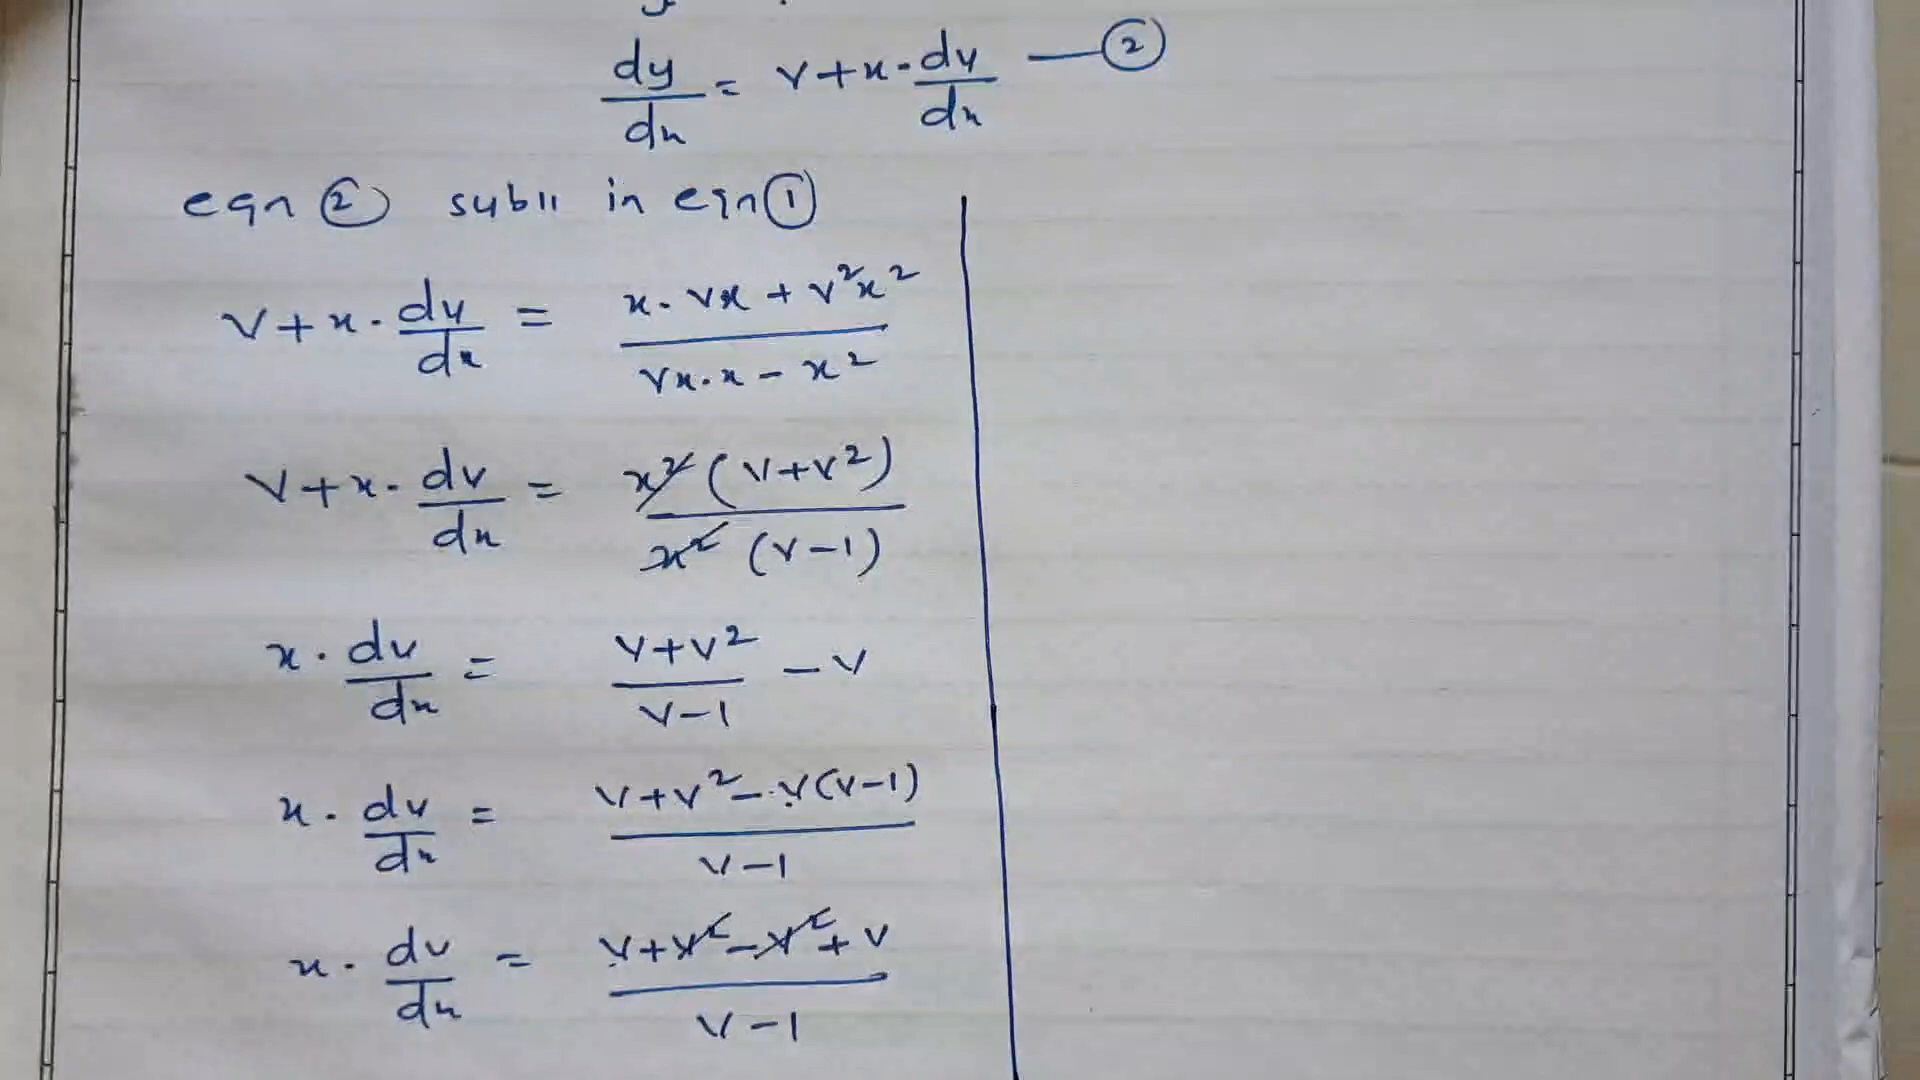 dy/dx = v+x.dv/dx — ②
eqn ② sub11 in eqn ①
v+x.dv/dx = x.vx+v²x² / vx.x-x²
v+x.dv/dx = x²(v+v²) / x²(v-1)
x.dv/dx = v+v² / v-1 - v
x.dv/dx = v+v²-v(v-1) / v-1
x.dv/dx = v+v²-v²+v / v-1